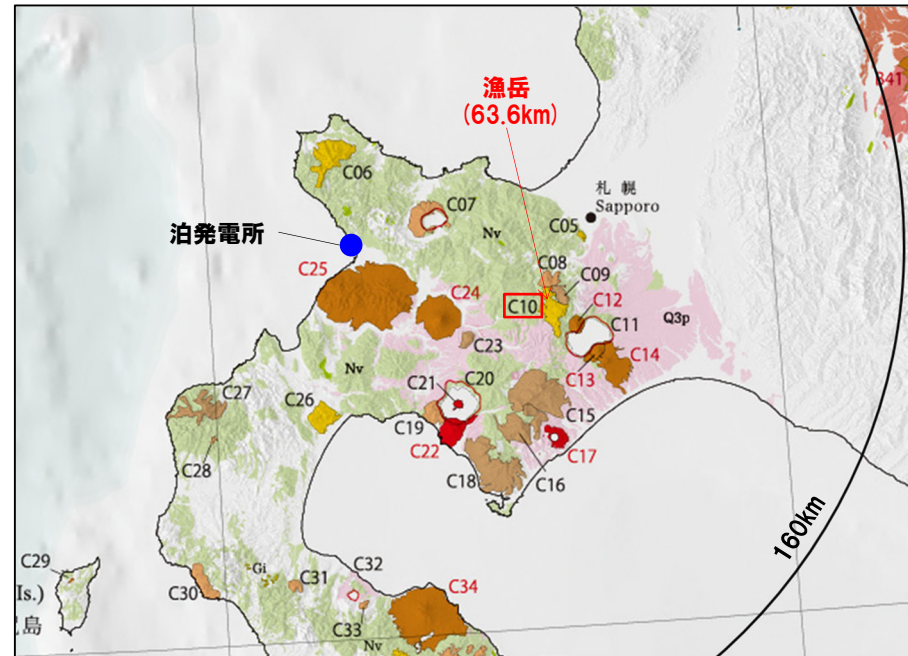 B41
漁岳
(63.6km)
C06
札幌
Sapporo
C07
C05
Nv
泊発電所
C08
C09
C25
C24
C10
C12
C11
Q3p
C23
C14
Nv
C13
C21
C20
C27
C26
C15
C19
C22
C17
C28
C16
C18
160km
C29
Gi
C31
C32
Is.)
C30
C34
島
C33
Nv